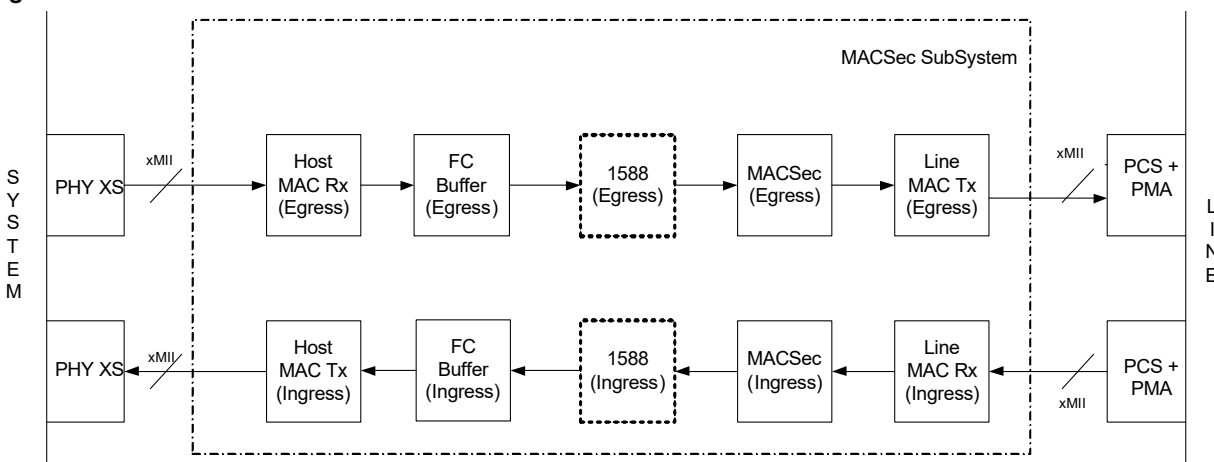 MACSec SubSystem
S
Y
S
T
E
M
PHY XS
xMII
Host
MAC Rx
(Egress)
FC
Buffer
(Egress)
1588
(Egress)
MACSec
(Egress)
Line
MAC Tx
(Egress)
xMII
PCS +
PMA
L
I
N
E
PHY XS
xMII
Host
MAC Tx
(Ingress)
FC
Buffer
(Ingress)
1588
(Ingress)
MACSec
(Ingress)
Line
MAC Rx
(Ingress)
xMII
PCS +
PMA